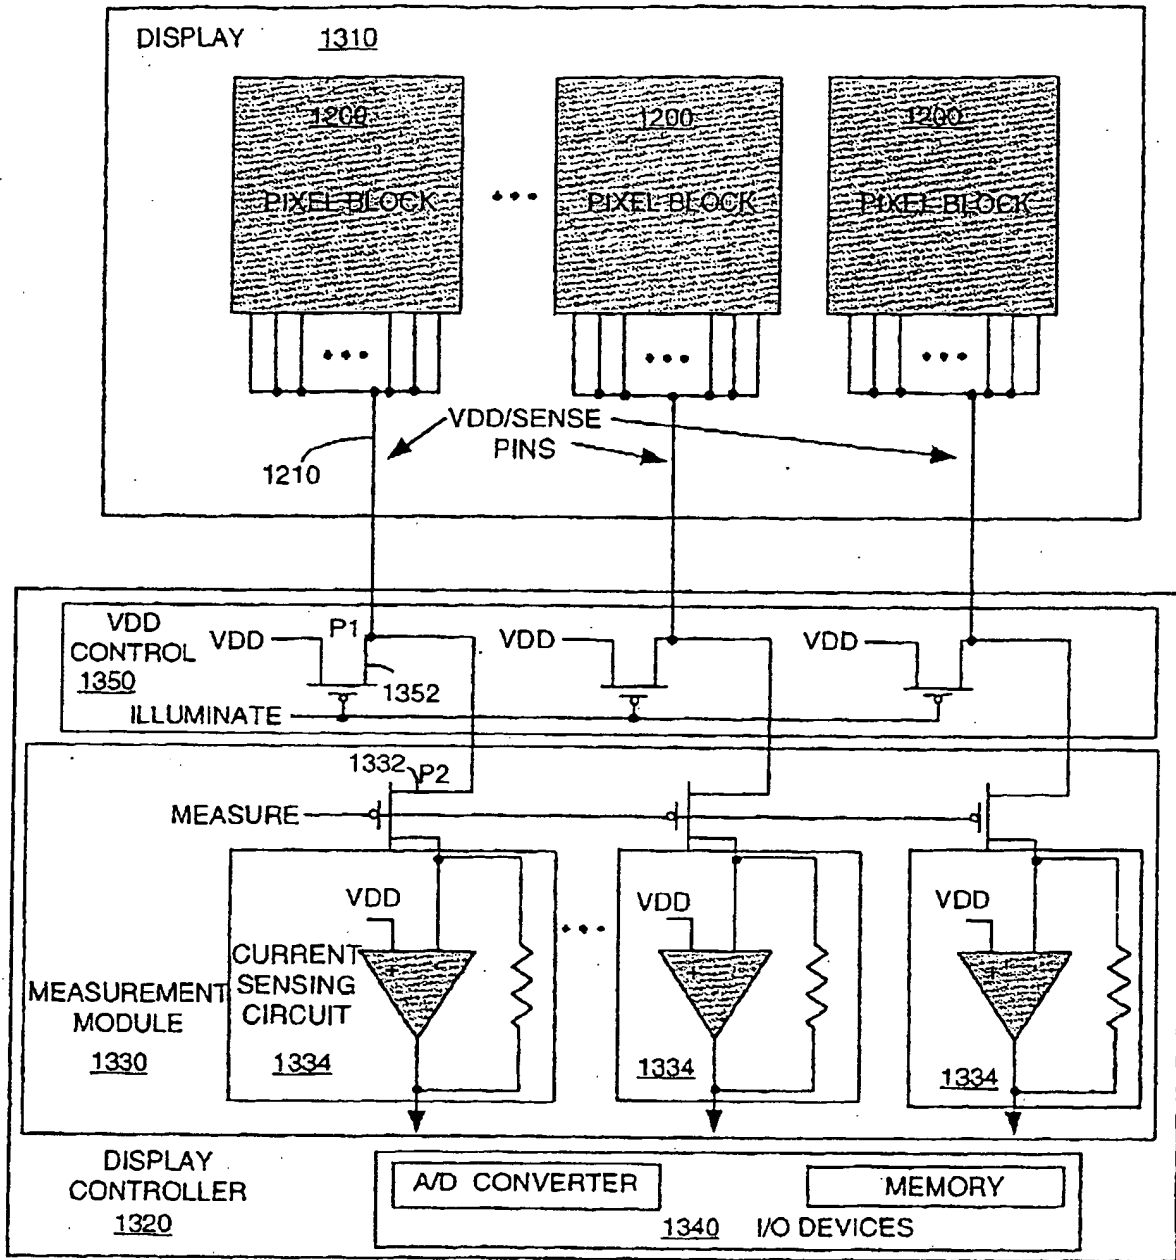 DISPLAY 1310
1200 1200 1200
PIXEL BLOCK ••• PIXEL BLOCK PIXEL BLOCK
••• ••• •••
VDD/SENSE
PINS
1210
VDD
CONTROL
1350
VDD P1 VDD VDD
1352
ILLUMINATE
1332 P2
MEASURE
VDD VDD VDD
•••
CURRENT
SENSING
CIRCUIT
1334 1334 1334
+ + +
MEASUREMENT
MODULE
1330
DISPLAY
CONTROLLER
1320
A/D CONVERTER MEMORY
1340 I/O DEVICES